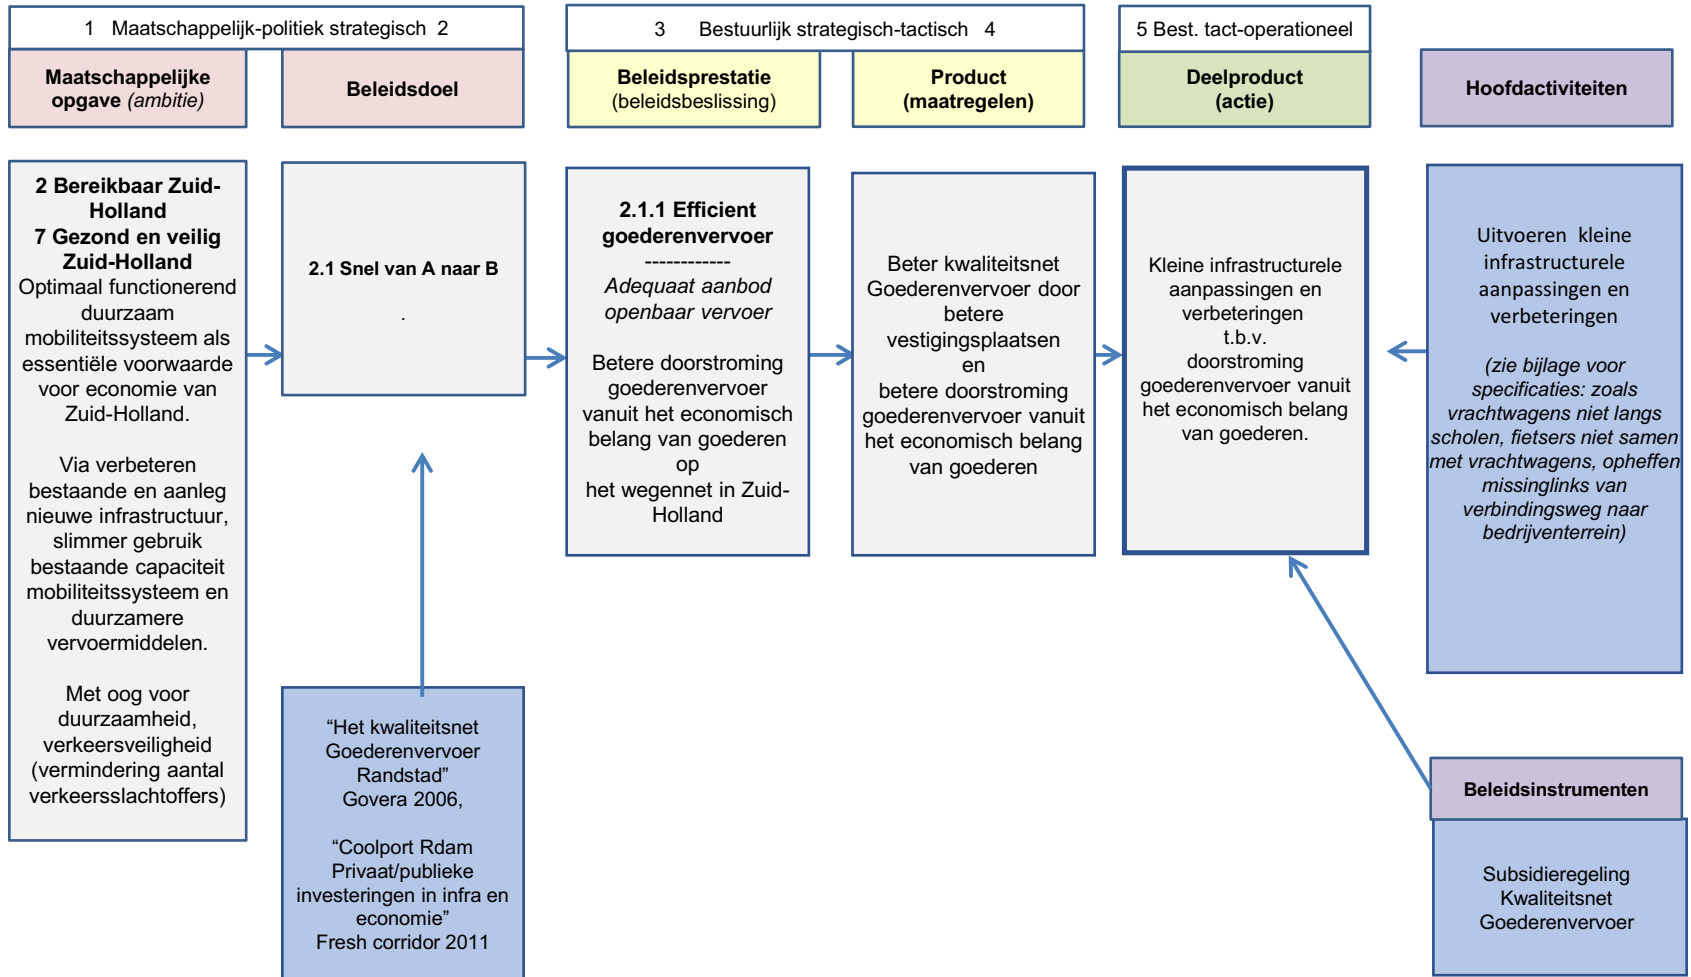 1 Maatschappelijk-politiek strategisch 2
3 Bestuurlijk strategisch-tactisch 4
5 Best. tact-operationeel
Maatschappelijke
opgave (ambitie)
Beleidsdoel
Beleidsprestatie
(beleidsbeslissing)
Product
(maatregelen)
Deelproduct
(actie)
Hoofdactiviteiten
2 Bereikbaar Zuid-
Holland
7 Gezond en veilig
Zuid-Holland
Optimaal functionerend
duurzaam
mobiliteitssysteem als
essentiële voorwaarde
voor economie van
Zuid-Holland.
Via verbeteren
bestaande en aanleg
nieuwe infrastructuur,
slimmer gebruik
bestaande capaciteit
mobiliteitssysteem en
duurzamere
vervoermiddelen.
Met oog voor
duurzaamheid,
verkeersveiligheid
(vermindering aantal
verkeersslachtoffers)
2.1 Snel van A naar B
.
2.1.1 Efficient
goederenvervoer
------------
Adequaat aanbod
openbaar vervoer
Betere doorstroming
goederenvervoer
vanuit het economisch
belang van goederen
op
het wegennet in Zuid-
Holland
Beter kwaliteitsnet
Goederenvervoer door
betere
vestigingsplaatsen
en
betere doorstroming
goederenvervoer vanuit
het economisch belang
van goederen
Kleine infrastructurele
aanpassingen en
verbeteringen
t.b.v.
doorstroming
goederenvervoer vanuit
het economisch belang
van goederen.
Uitvoeren kleine
infrastructurele
aanpassingen en
verbeteringen
(zie bijlage voor
specificaties: zoals
vrachtwagens niet langs
scholen, fietsers niet samen
met vrachtwagens, opheffen
missinglinks van
verbindingsweg naar
bedrijventerrein)
“Het kwaliteitsnet
Goederenvervoer
Randstad”
Govera 2006,
“Coolport Rdam
Privaat/publieke
investeringen in infra en
economie”
Fresh corridor 2011
Beleidsinstrumenten
Subsidieregeling
Kwaliteitsnet
Goederenvervoer